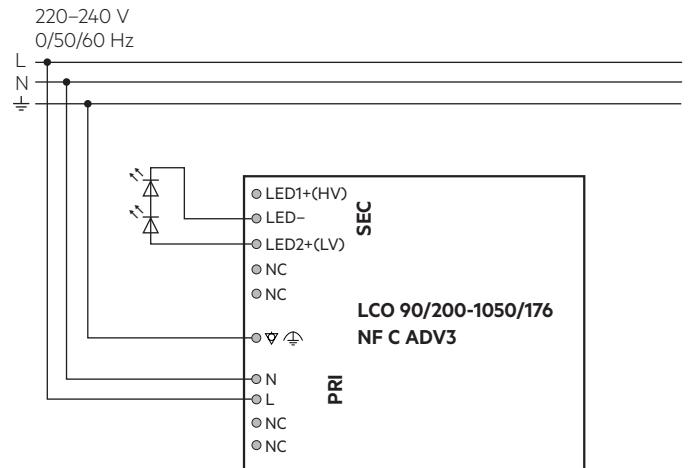 220–240 V
0/50/60 Hz
L
N
LED1+(HV)
LED–
LED2+(LV)
NC
NC
SEC
LCO 90/200-1050/176
NF C ADV3
N
L
NC
NC
PRI